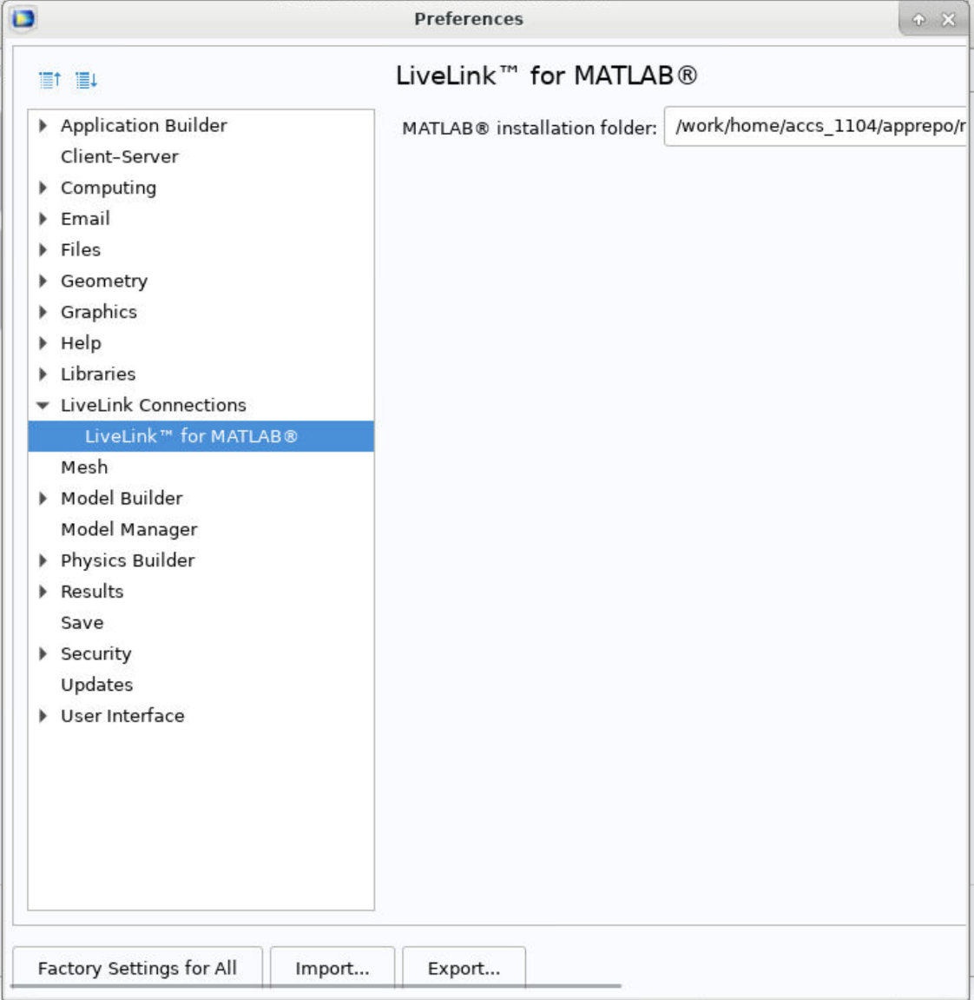 Preferences
LiveLink™ for MATLAB®
MATLAB® installation folder: /work/home/accs_1104/apprepo/
Application Builder
Client–Server
Computing
Email
Files
Geometry
Graphics
Help
Libraries
LiveLink Connections
LiveLink™ for MATLAB®
Mesh
Model Builder
Model Manager
Physics Builder
Results
Save
Security
Updates
User Interface
Factory Settings for All
Import...
Export...